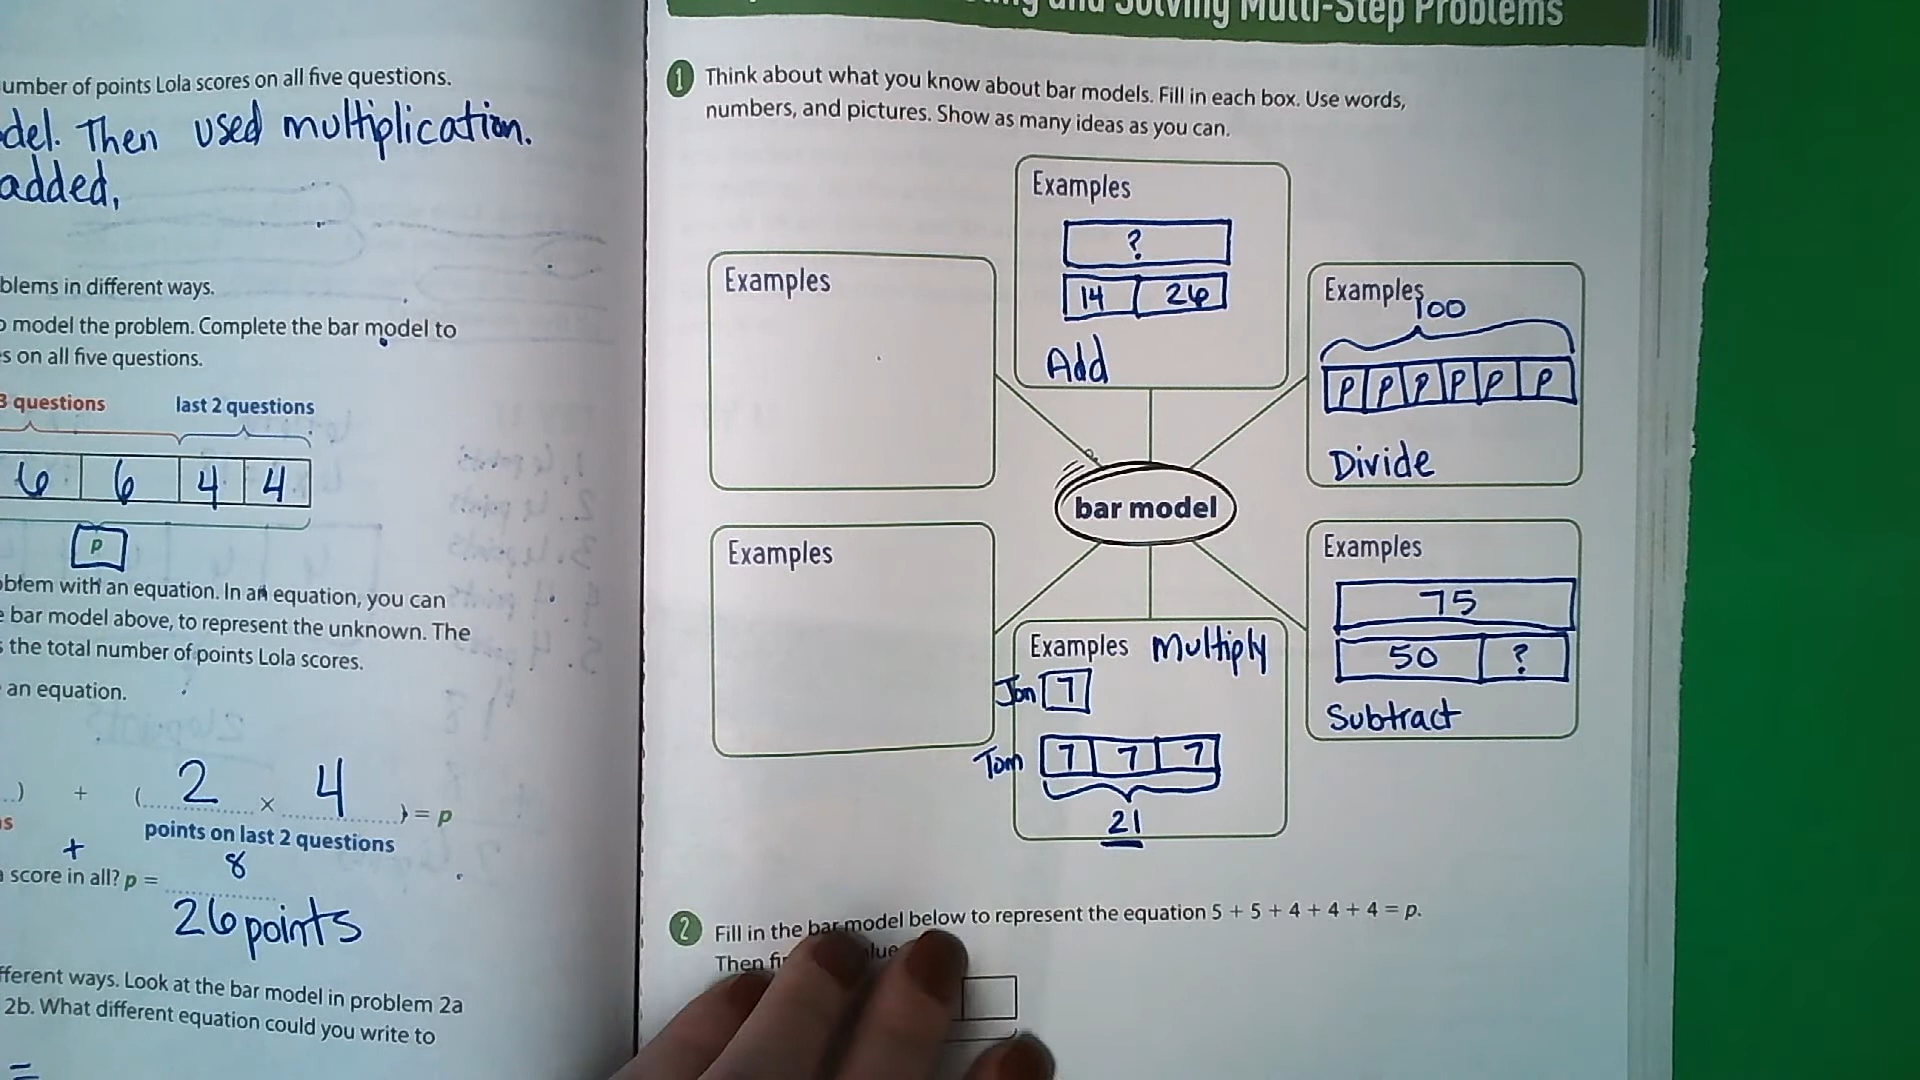 umber of points Lola scores on all five questions.
del. Then used multiplication.
added,
blems in different ways.
model the problem. Complete the bar model to
s on all five questions.
3 questions last 2 questions
6 6 4 4
p
blem with an equation. In an equation, you can
bar model above, to represent the unknown. The
the total number of points Lola scores.
an equation.
) + ( 2 × 4 ) = p
points on last 2 questions
+ 8
score in all? p =
26 points
fferent ways. Look at the bar model in problem 2a
2b. What different equation could you write to
=
and Solving Multi-Step Problems
1 Think about what you know about bar models. Fill in each box. Use words,
numbers, and pictures. Show as many ideas as you can.
Examples
?
14 26
Add
Examples
Examples
100
P P P P P P
Divide
bar model
Examples
Examples
75
50 ?
Subtract
Examples Multiply
Jon 7
Tom 7 7 7
21
2 Fill in the bar model below to represent the equation 5 + 5 + 4 + 4 + 4 = p.
Then